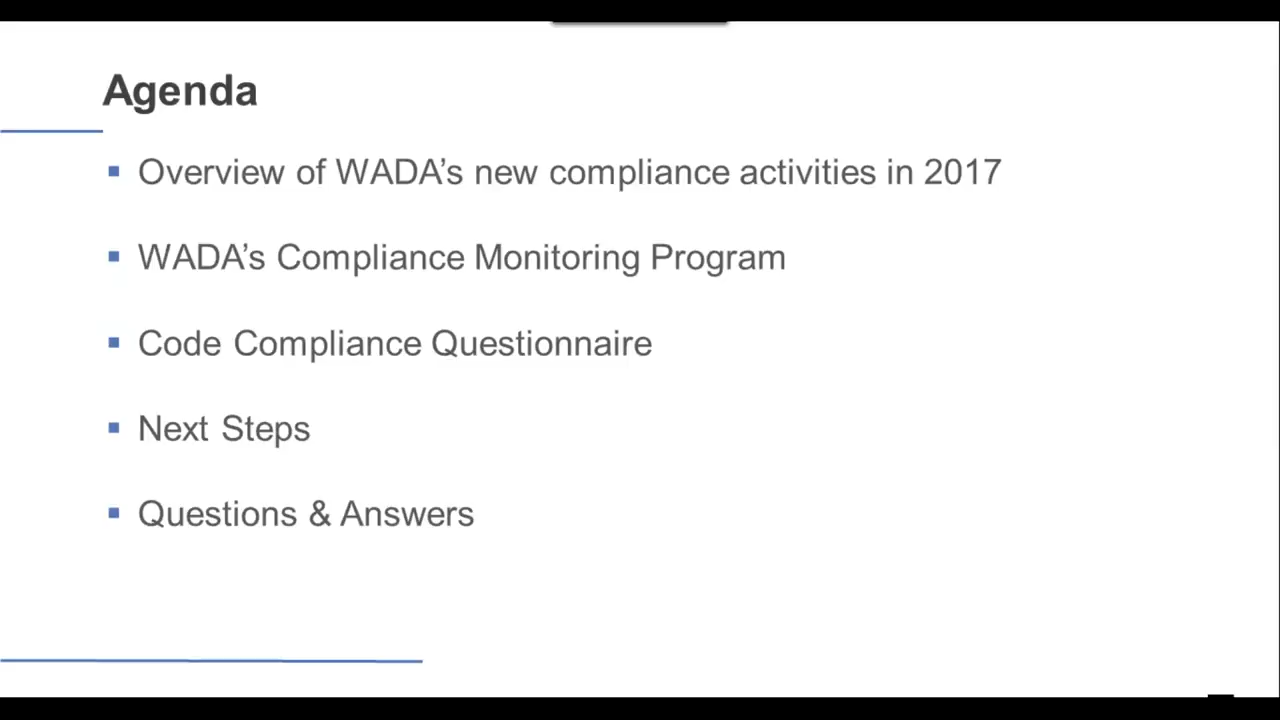 Agenda
▪ Overview of WADA’s new compliance activities in 2017
▪ WADA’s Compliance Monitoring Program
▪ Code Compliance Questionnaire
▪ Next Steps
▪ Questions & Answers